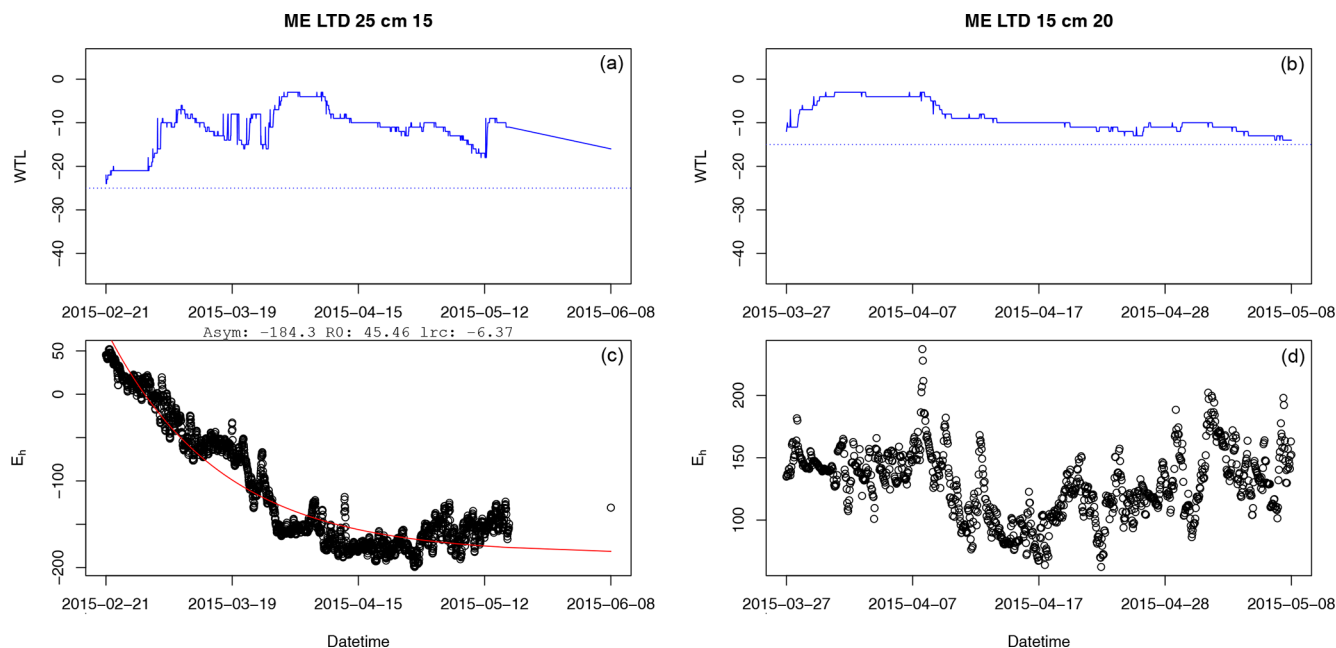 ME LTD 25 cm 15
ME LTD 15 cm 20
(a)
WTL
0
−10
−20
−30
−40
2015−02−21 2015−03−19 2015−04−15 2015−05−12 2015−06−08
(b)
WTL
0
−10
−20
−30
−40
2015−03−27 2015−04−07 2015−04−17 2015−04−28 2015−05−08
Asym: −184.3 R0: 45.46 lrc: −6.37
(c)
Eh
50
0
−100
−200
2015−02−21 2015−03−19 2015−04−15 2015−05−12 2015−06−08
Datetime
(d)
Eh
200
150
100
2015−03−27 2015−04−07 2015−04−17 2015−04−28 2015−05−08
Datetime